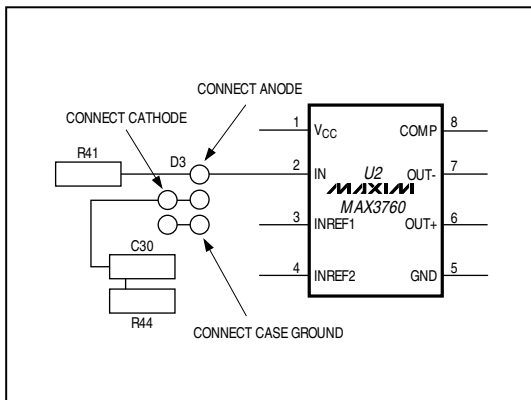 CONNECT ANODE
CONNECT CATHODE
R41
D3
1
VCC
COMP
8
2
IN
U2
OUT-
7
MAXIM
MAX3760
3
INREF1
OUT+
6
4
INREF2
GND
5
C30
R44
CONNECT CASE GROUND